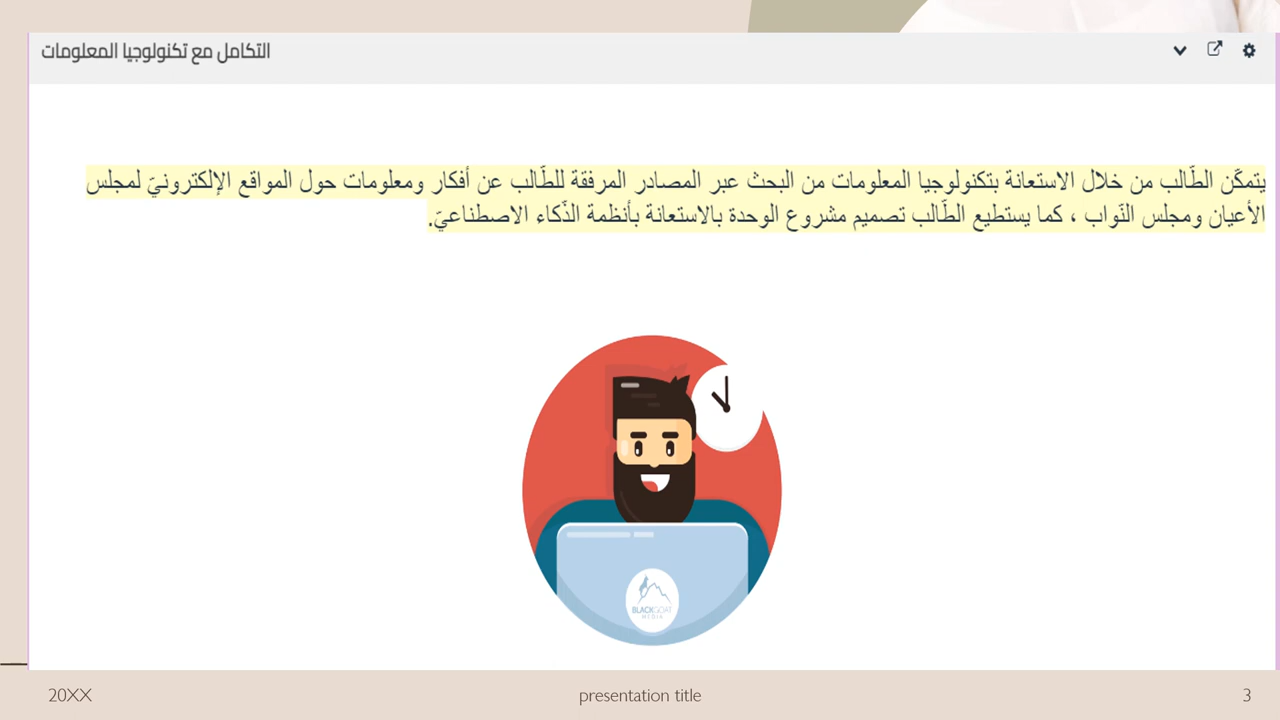 التكامل مع تكنولوجيا المعلومات
يتمكّن الطّالب من خلال الاستعانة بتكنولوجيا المعلومات من البحث عبر المصادر المرفقة للطّالب عن أفكار ومعلومات حول المواقع الإلكترونيّ لمجلس
الأعيان ومجلس النّواب ، كما يستطيع الطّالب تصميم مشروع الوحدة بالاستعانة بأنظمة الذّكاء الاصطناعيّ.
BLACKGOAT
MEDIA
20XX
presentation title
3